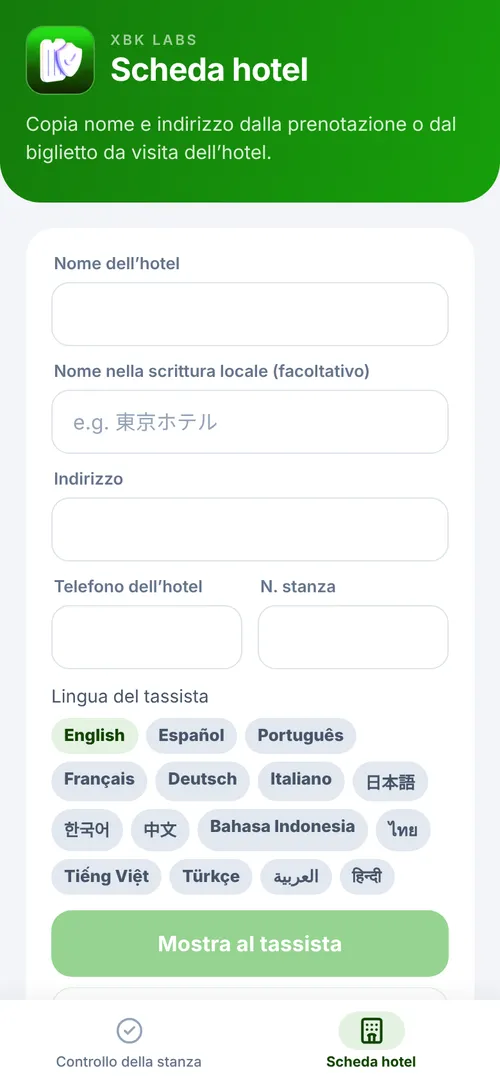 XBK LABS
Scheda hotel
Copia nome e indirizzo dalla prenotazione o dal
biglietto da visita dell’hotel.
Nome dell’hotel
Nome nella scrittura locale (facoltativo)
e.g. 東京ホテル
Indirizzo
Telefono dell’hotel N. stanza
Lingua del tassista
English Español Português
Français Deutsch Italiano 日本語
한국어 中文 Bahasa Indonesia ไทย
Tiếng Việt Türkçe العربية हिन्दी
Mostra al tassista
Controllo della stanza Scheda hotel